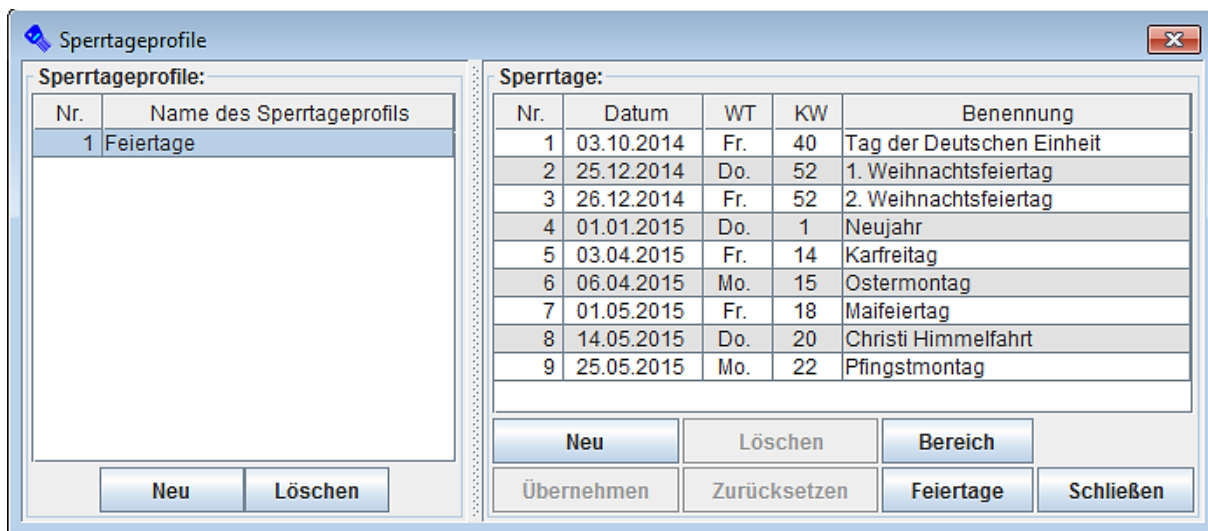 Sperrtageprofile
Sperrtageprofile:
Nr. Name des Sperrtageprofils
1 Feiertage
Neu Löschen
Sperrtage:
Nr. Datum WT KW Benennung
1 03.10.2014 Fr. 40 Tag der Deutschen Einheit
2 25.12.2014 Do. 52 1. Weihnachtsfeiertag
3 26.12.2014 Fr. 52 2. Weihnachtsfeiertag
4 01.01.2015 Do. 1 Neujahr
5 03.04.2015 Fr. 14 Karfreitag
6 06.04.2015 Mo. 15 Ostermontag
7 01.05.2015 Fr. 18 Maifeiertag
8 14.05.2015 Do. 20 Christi Himmelfahrt
9 25.05.2015 Mo. 22 Pfingstmontag
Neu Löschen Bereich
Übernehmen Zurücksetzen Feiertage Schließen